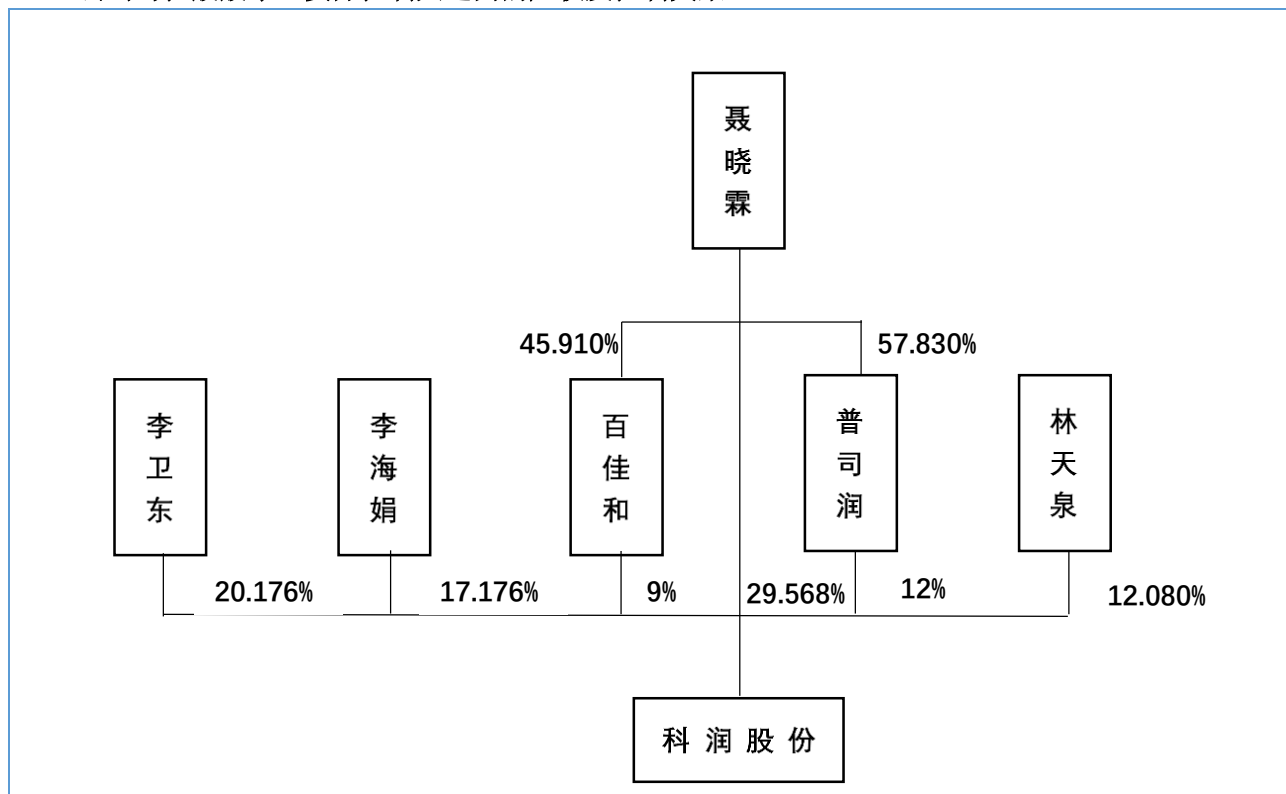 聂晓霖
45.910%
57.830%
李卫东
李海娟
百佳和
普司润
林天泉
20.176%
17.176%
9%
29.568%
12%
12.080%
科润股份